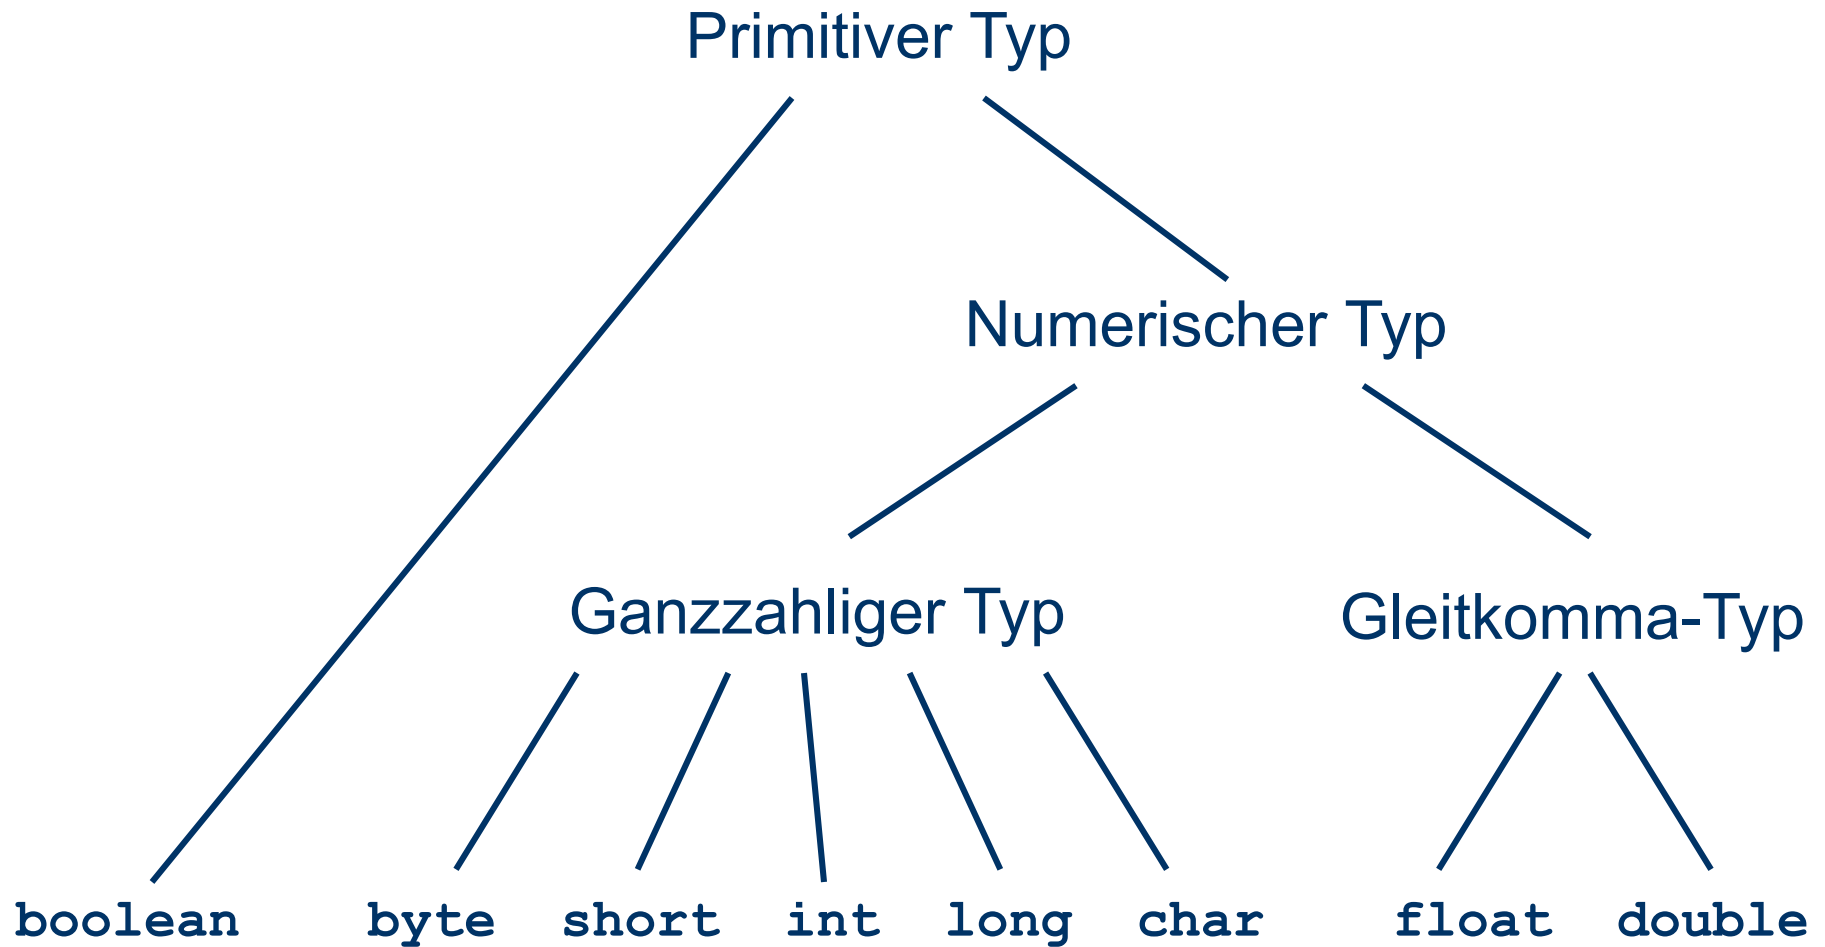 Primitiver Typ
Numerischer Typ
Ganzzahliger Typ Gleitkomma-Typ
boolean byte short int long char float double